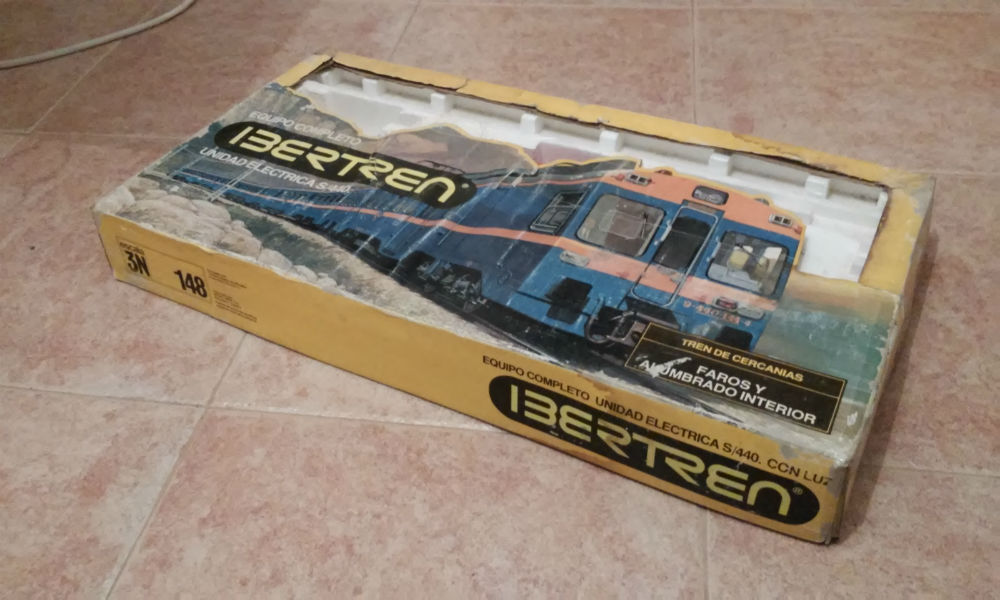 EQUIPO COMPLETO
IBERTREN®
UNIDAD ELECTRICA S/440.
TREN DE CERCANIAS
FAROS Y
ALUMBRADO INTERIOR
3N
148
EQUIPO COMPLETO UNIDAD ELECTRICA S/440. CON LUZ
IBERTREN®